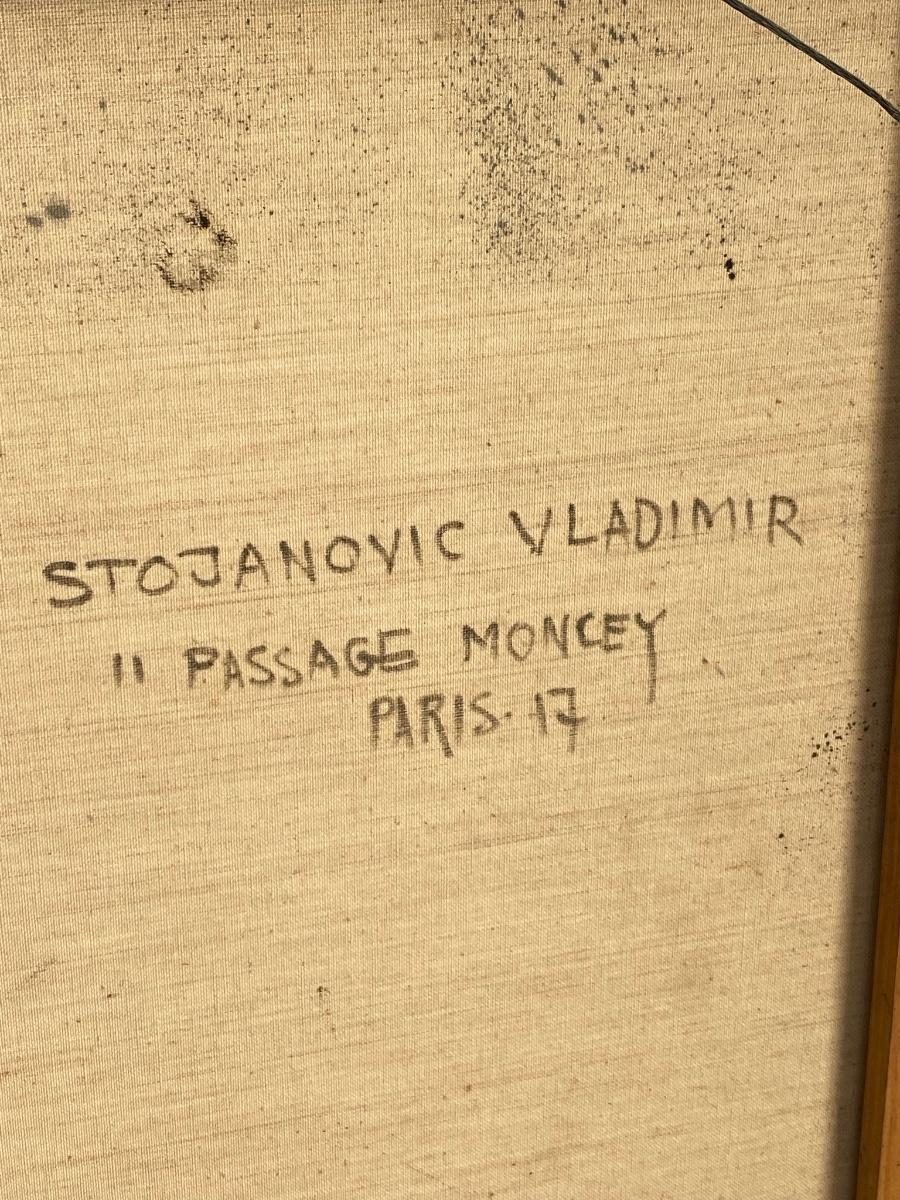 STOJANOVIC VLADIMIR
11 PASSAGE MONCEY
PARIS. 17